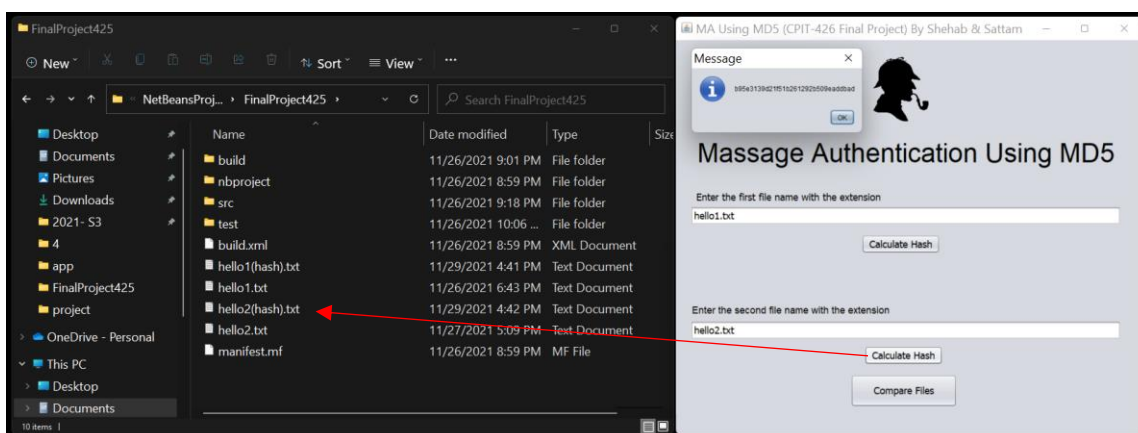 FinalProject425
New
Sort
View
NetBeansProj...
FinalProject425
Search FinalProject425
Desktop
Documents
Pictures
Downloads
2021- S3
4
app
FinalProject425
project
OneDrive - Personal
This PC
Desktop
Documents
10 items
Name Date modified Type Size
build 11/26/2021 9:01 PM File folder
nbproject 11/26/2021 8:59 PM File folder
src 11/26/2021 9:18 PM File folder
test 11/26/2021 10:06 ... File folder
build.xml 11/26/2021 8:59 PM XML Document
hello1(hash).txt 11/29/2021 4:41 PM Text Document
hello1.txt 11/26/2021 6:43 PM Text Document
hello2(hash).txt 11/29/2021 4:42 PM Text Document
hello2.txt 11/27/2021 5:09 PM Text Document
manifest.mf 11/26/2021 8:59 PM MF File
MA Using MD5 (CPIT-426 Final Project) By Shehab & Sattam
Message
OK
Massage Authentication Using MD5
Enter the first file name with the extension
hello1.txt
Calculate Hash
Enter the second file name with the extension
hello2.txt
Calculate Hash
Compare Files